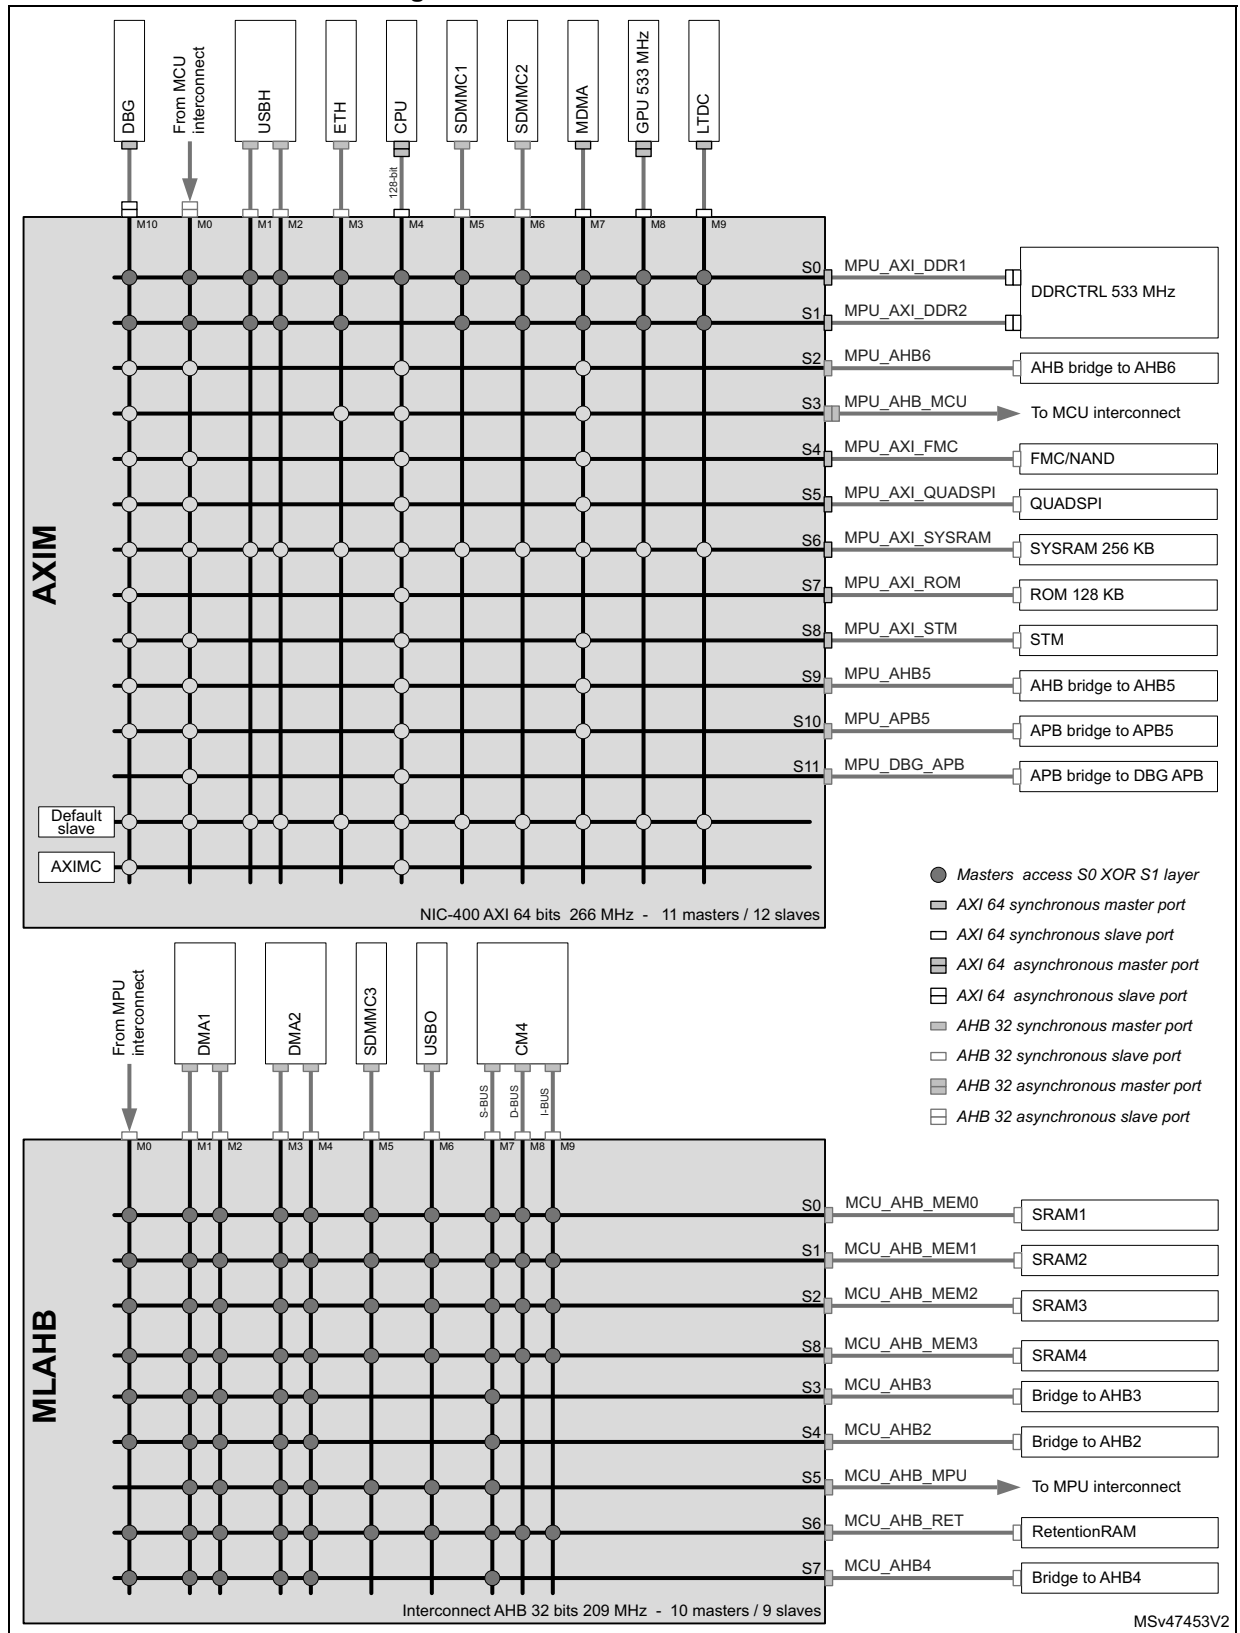 DBG
From MCU
interconnect
USBH
ETH
CPU
SDMMC1
SDMMC2
MDMA
GPU 533 MHz
LTDC
128-bit
M10
M0
M1
M2
M3
M4
M5
M6
M7
M8
M9
AXIM
S0
MPU_AXI_DDR1
DDRCTRL 533 MHz
S1
MPU_AXI_DDR2
S2
MPU_AHB6
AHB bridge to AHB6
S3
MPU_AHB_MCU
To MCU interconnect
S4
MPU_AXI_FMC
FMC/NAND
S5
MPU_AXI_QUADSPI
QUADSPI
S6
MPU_AXI_SYSRAM
SYSRAM 256 KB
S7
MPU_AXI_ROM
ROM 128 KB
S8
MPU_AXI_STM
STM
S9
MPU_AHB5
AHB bridge to AHB5
S10
MPU_APB5
APB bridge to APB5
S11
MPU_DBG_APB
APB bridge to DBG APB
Default
slave
AXIMC
NIC-400 AXI 64 bits 266 MHz - 11 masters / 12 slaves
Masters access S0 XOR S1 layer
AXI 64 synchronous master port
AXI 64 synchronous slave port
AXI 64 asynchronous master port
AXI 64 asynchronous slave port
AHB 32 synchronous master port
AHB 32 synchronous slave port
AHB 32 asynchronous master port
AHB 32 asynchronous slave port
From MPU
interconnect
DMA1
DMA2
SDMMC3
USBO
CM4
S-BUS
D-BUS
I-BUS
M0
M1
M2
M3
M4
M5
M6
M7
M8
M9
MLAHB
S0
MCU_AHB_MEM0
SRAM1
S1
MCU_AHB_MEM1
SRAM2
S2
MCU_AHB_MEM2
SRAM3
S8
MCU_AHB_MEM3
SRAM4
S3
MCU_AHB3
Bridge to AHB3
S4
MCU_AHB2
Bridge to AHB2
S5
MCU_AHB_MPU
To MPU interconnect
S6
MCU_AHB_RET
RetentionRAM
S7
MCU_AHB4
Bridge to AHB4
Interconnect AHB 32 bits 209 MHz - 10 masters / 9 slaves
MSv47453V2